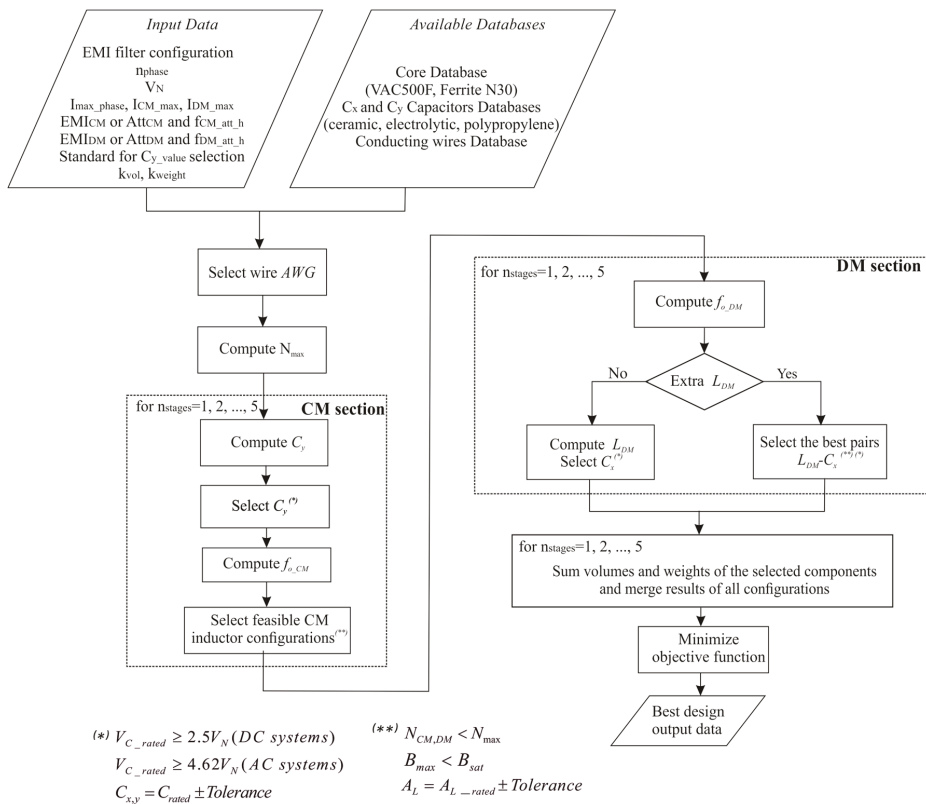 Input Data
EMI filter configuration
nphase
VN
Imax_phase, ICM_max, IDM_max
EMICM or AttCM and fCM_att_h
EMIDM or AttDM and fDM_att_h
Standard for Cy_value selection
kvol, kweight
Available Databases
Core Database
(VAC500F, Ferrite N30)
Cx and Cy Capacitors Databases
(ceramic, electrolytic, polypropylene)
Conducting wires Database
Select wire AWG
Compute Nmax
for nstages=1, 2, ..., 5
CM section
Compute Cy
Select Cy(*)
Compute fo_CM
Select feasible CM
inductor configurations(**)
DM section
for nstages=1, 2, ..., 5
Compute fo_DM
Extra LDM
No
Yes
Compute LDM
Select Cx(*)
Select the best pairs
LDM-Cx(**)(*)
for nstages=1, 2, ..., 5
Sum volumes and weights of the selected components
and merge results of all configurations
Minimize
objective function
Best design
output data
(*) VC_rated ≥ 2.5VN (DC systems)
VC_rated ≥ 4.62VN (AC systems)
Cx,y = Crated ± Tolerance
(**) NCM,DM < Nmax
Bmax < Bsat
AL = AL_rated ± Tolerance